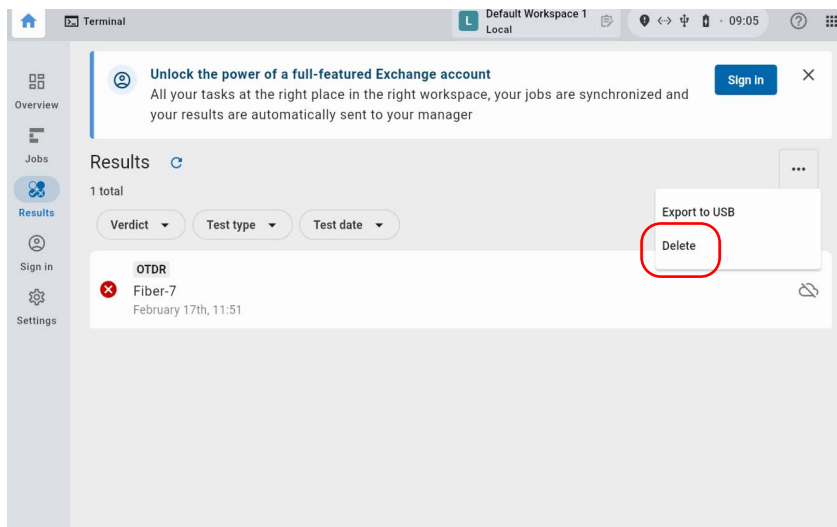 Terminal
L
Default Workspace 1
Local
09:05
Overview
Jobs
Results
Sign in
Settings
Unlock the power of a full-featured Exchange account
All your tasks at the right place in the right workspace, your jobs are synchronized and
your results are automatically sent to your manager
Sign in
Results
1 total
Verdict
Test type
Test date
Export to USB
Delete
OTDR
Fiber-7
February 17th, 11:51